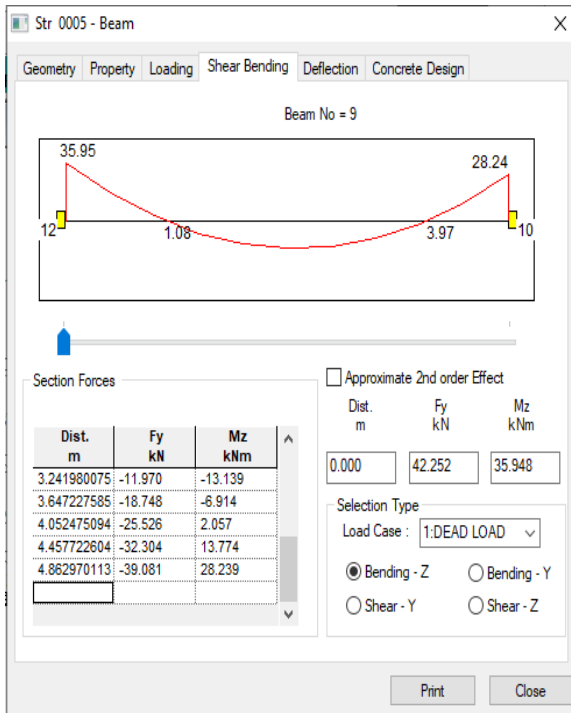 Str 0005 - Beam
Geometry Property Loading Shear Bending Deflection Concrete Design
Beam No = 9
35.95
28.24
12
1.08
3.97
10
Section Forces
Dist. Fy Mz
m kN kNm
3.241980075 -11.970 -13.139
3.647227585 -18.748 -6.914
4.052475094 -25.526 2.057
4.457722604 -32.304 13.774
4.862970113 -39.081 28.239
Approximate 2nd order Effect
Dist. Fy Mz
m kN kNm
0.000 42.252 35.948
Selection Type
Load Case : 1:DEAD LOAD
Bending - Z Bending - Y
Shear - Y Shear - Z
Print Close